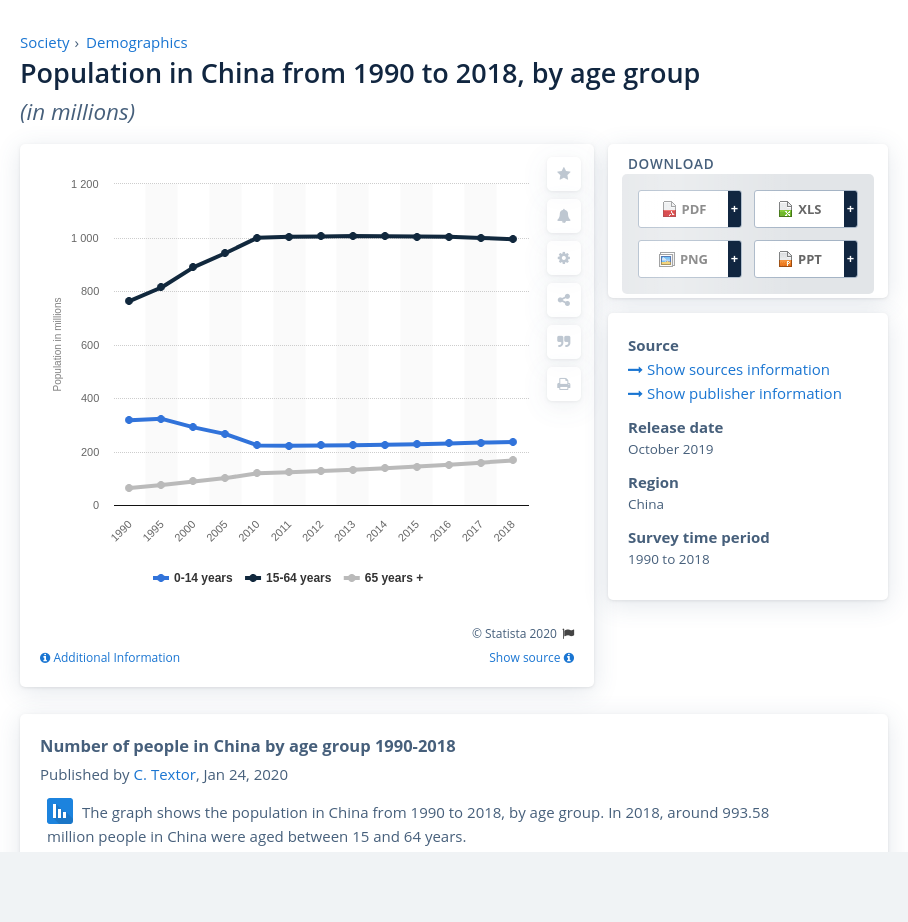 Society › Demographics
Population in China from 1990 to 2018, by age group
(in millions)
1 200
1 000
800
600
400
200
0
Population in millions
1990 1995 2000 2005 2010 2011 2012 2013 2014 2015 2016 2017 2018
0-14 years 15-64 years 65 years +
© Statista 2020
Additional Information Show source
DOWNLOAD
PDF + XLS +
PNG + PPT +
Source
Show sources information
Show publisher information
Release date
October 2019
Region
China
Survey time period
1990 to 2018
Number of people in China by age group 1990-2018
Published by C. Textor, Jan 24, 2020
The graph shows the population in China from 1990 to 2018, by age group. In 2018, around 993.58
million people in China were aged between 15 and 64 years.